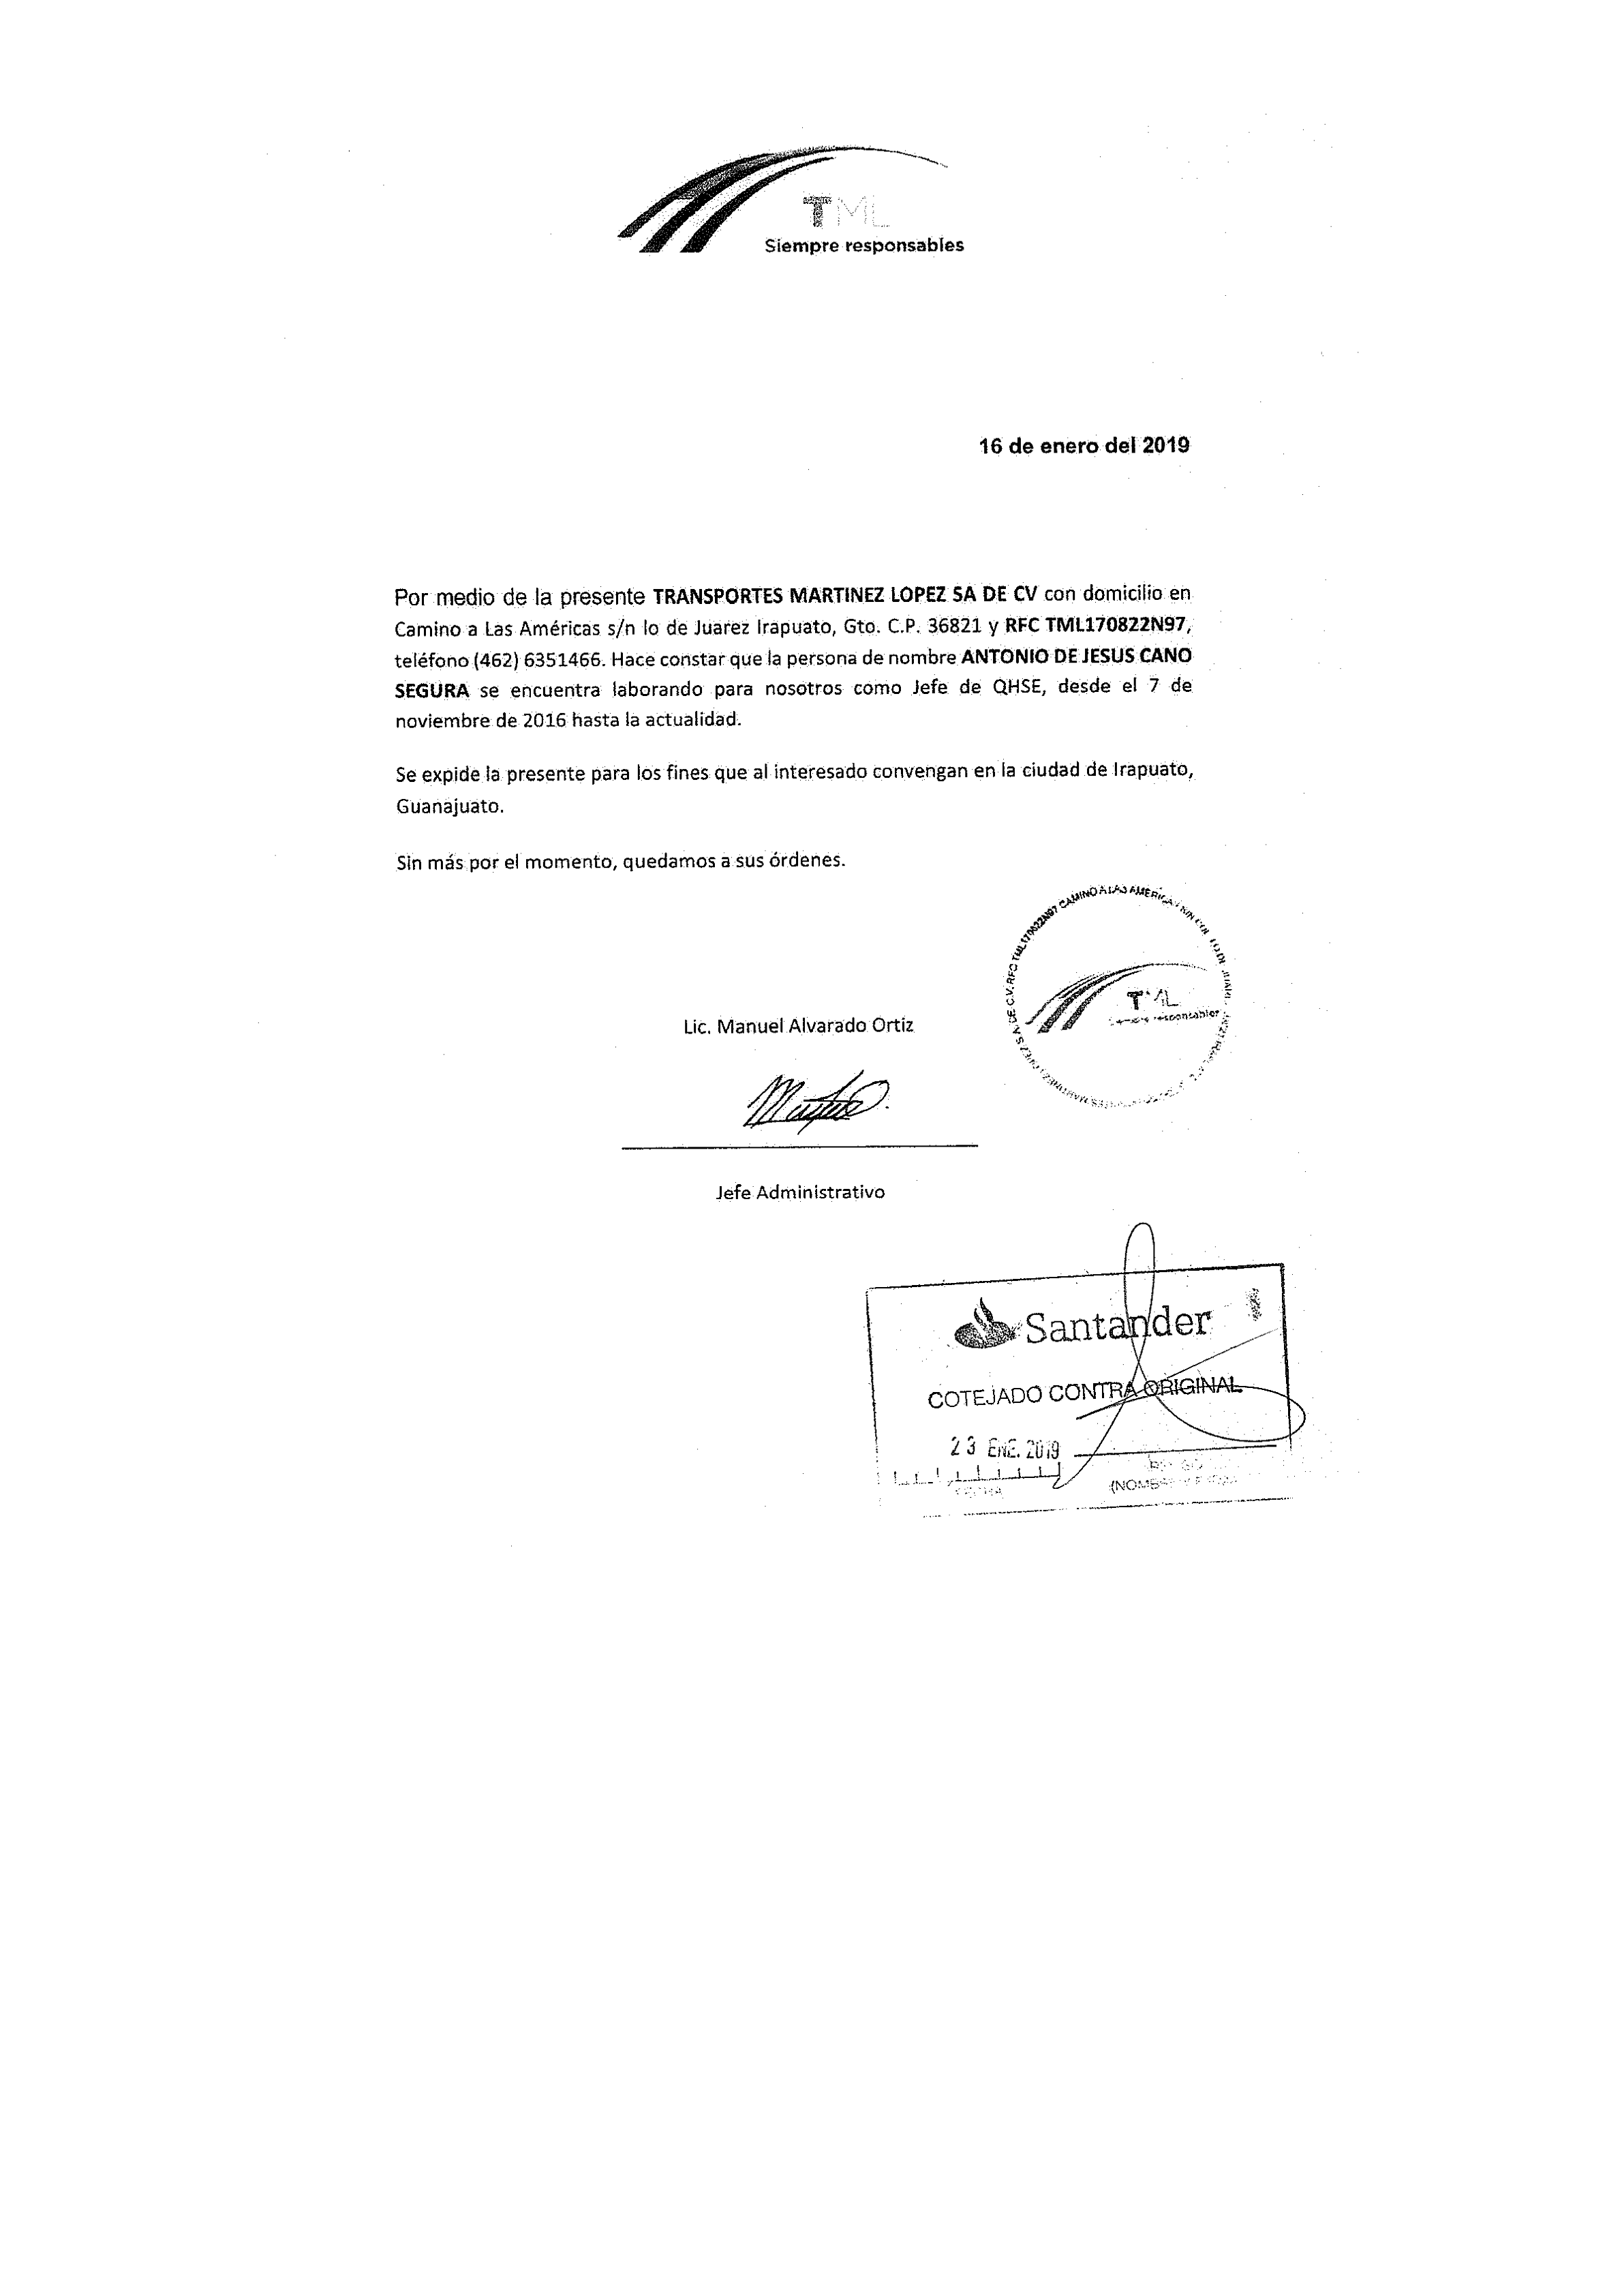 TML
Siempre responsables
16 de enero del 2019
Por medio de la presente TRANSPORTES MARTINEZ LOPEZ SA DE CV con domicilio en
Camino a Las Américas s/n lo de Juarez Irapuato, Gto. C.P. 36821 y RFC TML170822N97,
teléfono (462) 6351466. Hace constar que la persona de nombre ANTONIO DE JESUS CANO
SEGURA se encuentra laborando para nosotros como Jefe de QHSE, desde el 7 de
noviembre de 2016 hasta la actualidad.
Se expide la presente para los fines que al interesado convengan en la ciudad de Irapuato,
Guanajuato.
Sin más por el momento, quedamos a sus órdenes.
S.A. DE C.V. RFC TML170822N97 CAMINO A LAS AMERICAS
TML
responsables
Lic. Manuel Alvarado Ortiz
Jefe Administrativo
Santander
COTEJADO CONTRA ORIGINAL
23 ENE. 2019
FECHA